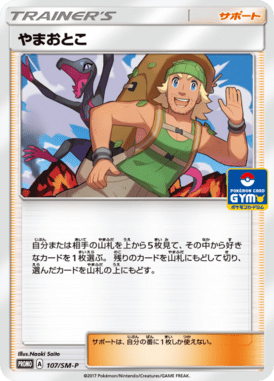 TRAINER'S
サポート
やまおとこ
POKEMON CARD
GYM
ポケモンカードジム
自分または相手の山札を上から5枚見て、その中から好き
なカードを1枚選ぶ。残りのカードを山札にもどして切り、
選んだカードを山札の上にもどす。
サポートは、自分の番に1枚しか使えない。
Illus.Naoki Saito
PROMO A 107/SM-P
©2017 Pokémon/Nintendo/Creatures/GAME FREAK.